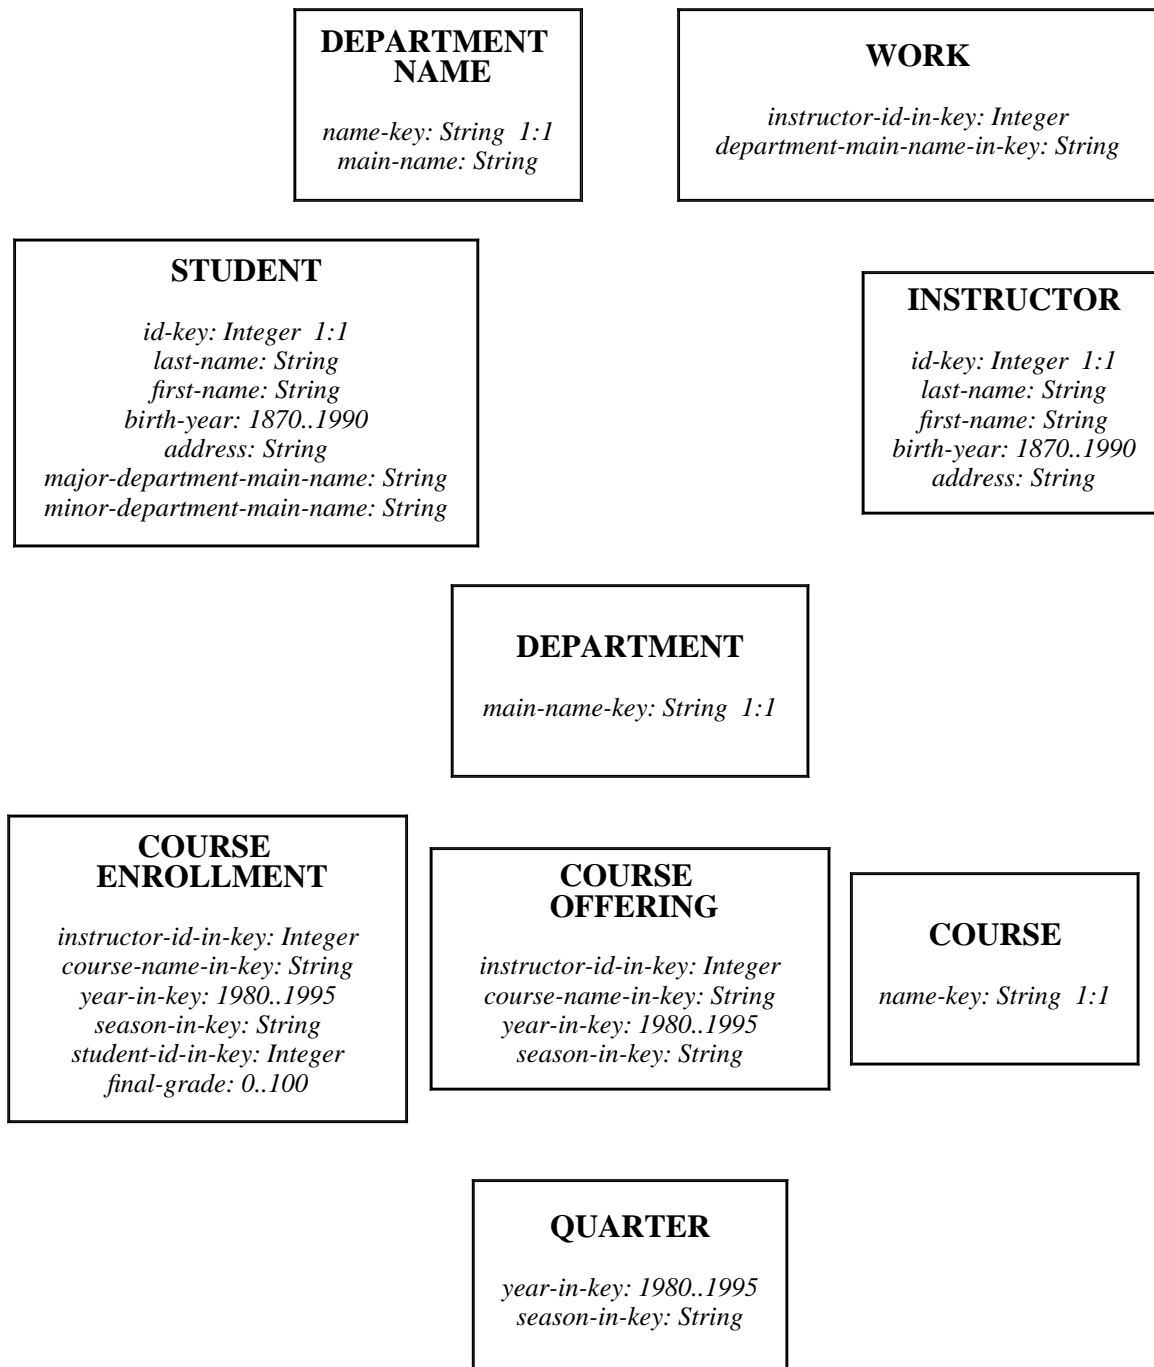 DEPARTMENT
NAME
name-key: String 1:1
main-name: String
WORK
instructor-id-in-key: Integer
department-main-name-in-key: String
STUDENT
id-key: Integer 1:1
last-name: String
first-name: String
birth-year: 1870..1990
address: String
major-department-main-name: String
minor-department-main-name: String
INSTRUCTOR
id-key: Integer 1:1
last-name: String
first-name: String
birth-year: 1870..1990
address: String
DEPARTMENT
main-name-key: String 1:1
COURSE
ENROLLMENT
instructor-id-in-key: Integer
course-name-in-key: String
year-in-key: 1980..1995
season-in-key: String
student-id-in-key: Integer
final-grade: 0..100
COURSE
OFFERING
instructor-id-in-key: Integer
course-name-in-key: String
year-in-key: 1980..1995
season-in-key: String
COURSE
name-key: String 1:1
QUARTER
year-in-key: 1980..1995
season-in-key: String